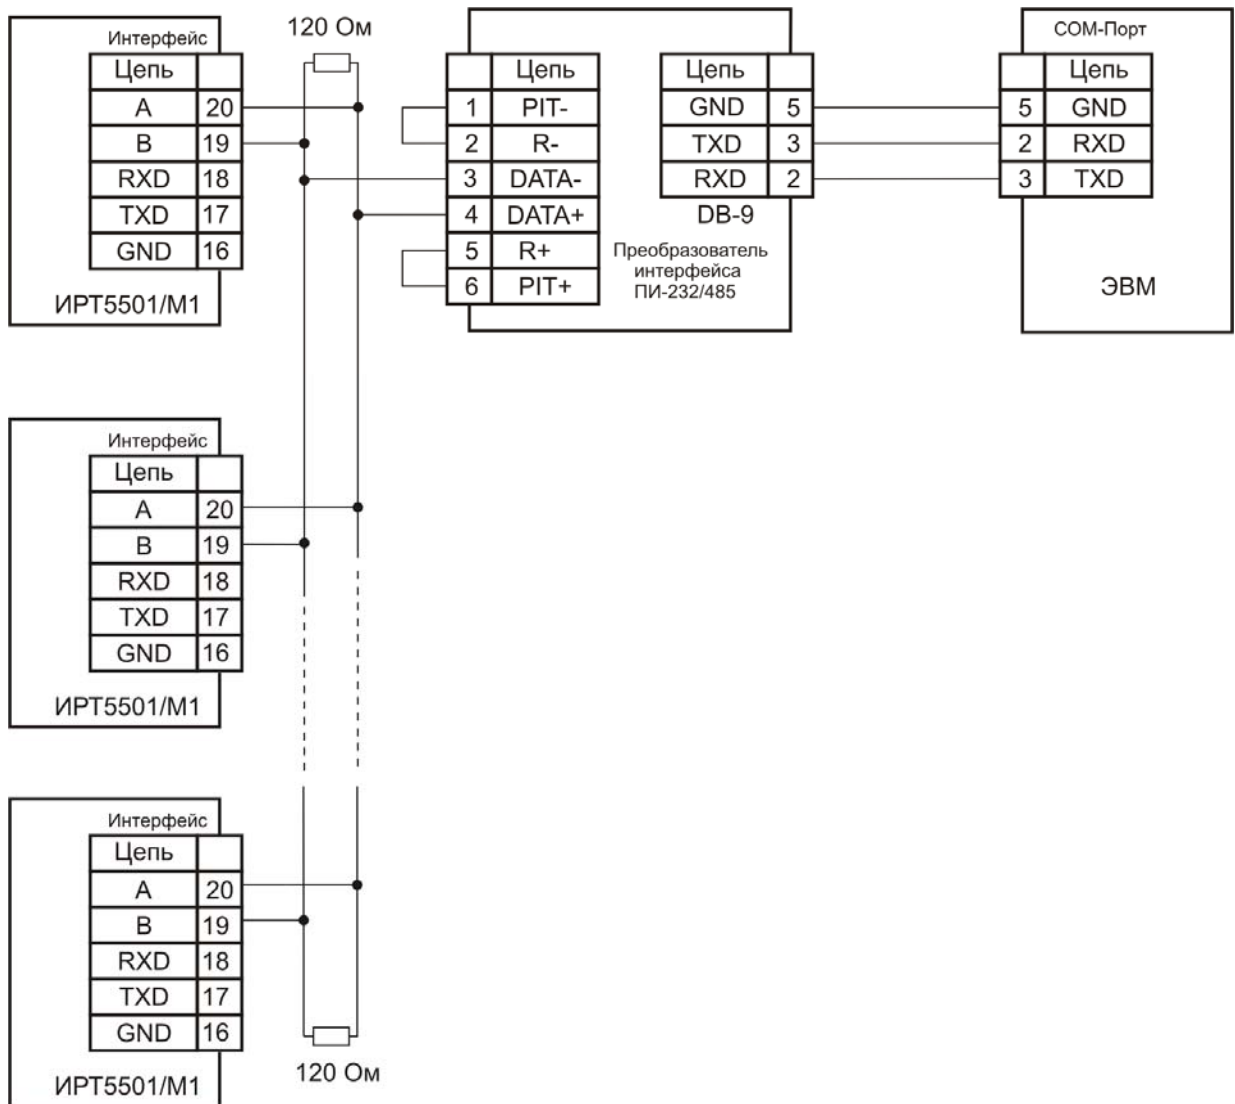 Интерфейс
Цепь
A 20
B 19
RXD 18
TXD 17
GND 16
ИРТ5501/М1
120 Ом
Цепь
1 PIT-
2 R-
3 DATA-
4 DATA+
5 R+
6 PIT+
Цепь
GND 5
TXD 3
RXD 2
DB-9
Преобразователь
интерфейса
ПИ-232/485
COM-Порт
Цепь
5 GND
2 RXD
3 TXD
ЭВМ
Интерфейс
Цепь
A 20
B 19
RXD 18
TXD 17
GND 16
ИРТ5501/М1
Интерфейс
Цепь
A 20
B 19
RXD 18
TXD 17
GND 16
ИРТ5501/М1
120 Ом